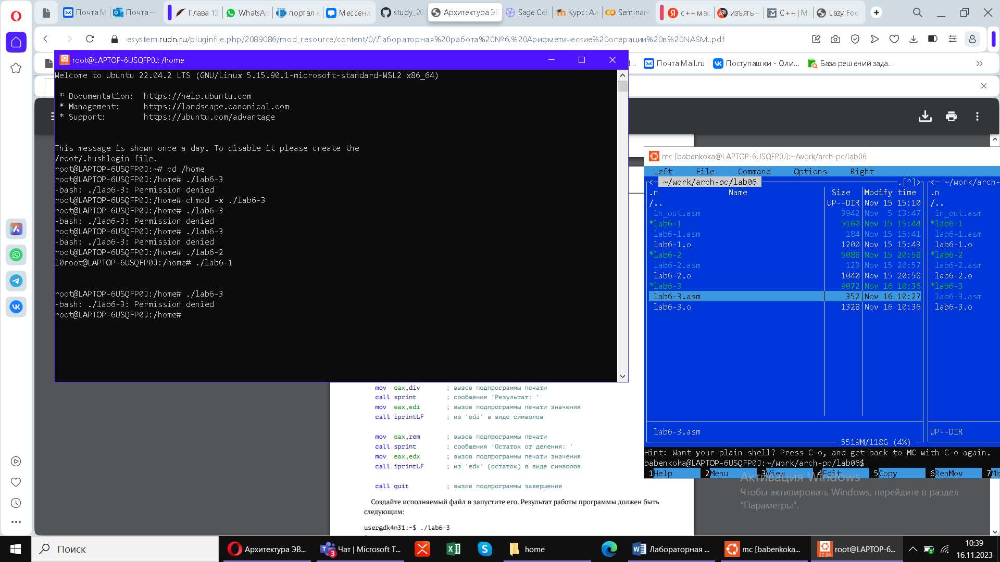 Почта М
Почта —
Глава 13
WhatsAp
портал е
Мессенд
study_20
Архитектура ЭВ
Sage Cel
Курс: Ал
Seminar4
с++ мас
изъять –
C++ | М
Lazy Foo
esystem.rudn.ru/pluginfile.php/2089086/mod_resource/content/0/Лабораторная%20работа%20№6.%20Арифметические%20операции%20в%20NASM..pdf
Почта Mail.ru
Поступашки - Оли...
База решений зада...
root@LAPTOP-6USQFP0J: /home
Welcome to Ubuntu 22.04.2 LTS (GNU/Linux 5.15.90.1-microsoft-standard-WSL2 x86_64)
* Documentation:  https://help.ubuntu.com
* Management:     https://landscape.canonical.com
* Support:        https://ubuntu.com/advantage
This message is shown once a day. To disable it please create the
/root/.hushlogin file.
root@LAPTOP-6USQFP0J:~# cd /home
root@LAPTOP-6USQFP0J:/home# ./lab6-3
-bash: ./lab6-3: Permission denied
root@LAPTOP-6USQFP0J:/home# chmod -x ./lab6-3
root@LAPTOP-6USQFP0J:/home# ./lab6-3
-bash: ./lab6-3: Permission denied
root@LAPTOP-6USQFP0J:/home# ./lab6-3
-bash: ./lab6-3: Permission denied
root@LAPTOP-6USQFP0J:/home# ./lab6-2
10root@LAPTOP-6USQFP0J:/home# ./lab6-1
root@LAPTOP-6USQFP0J:/home# ./lab6-3
-bash: ./lab6-3: Permission denied
root@LAPTOP-6USQFP0J:/home#
mc [babenkoka@LAPTOP-6USQFP0J]:~/work/arch-pc/lab06
Left File Command Options Right
<- ~/work/arch-pc/lab06 .[^]> <- ~/work/arch-
.n Name Size Modify time .n
/.. UP--DIR Nov 15 15:10 /..
in_out.asm 3942 Nov  5 13:47 in_out.asm
*lab6-1 5160 Nov 15 15:44 *lab6-1
lab6-1.asm 184 Nov 15 15:41 lab6-1.asm
lab6-1.o 1200 Nov 15 15:43 lab6-1.o
*lab6-2 5088 Nov 15 20:58 *lab6-2
lab6-2.asm 123 Nov 15 20:57 lab6-2.asm
lab6-2.o 1040 Nov 15 20:58 lab6-2.o
*lab6-3 9072 Nov 16 10:36 *lab6-3
lab6-3.asm 352 Nov 16 10:27 lab6-3.asm
lab6-3.o 1328 Nov 16 10:36 lab6-3.o
lab6-3.asm UP--DIR
5519M/118G (4%)
Hint: Want your plain shell? Press C-o, and get back to MC with C-o again.
babenkoka@LAPTOP-6USQFP0J:~/work/arch-pc/lab06$
1Help 2Menu 3View 4Edit 5Copy 6RenMov 7Mk
mov eax,div ; вызов подпрограммы печати
call sprint ; сообщения 'Результат: '
mov eax,edi ; вызов подпрограммы печати значения
call iprintLF ; из 'edi' в виде символов
mov eax,rem ; вызов подпрограммы печати
call sprint ; сообщения 'Остаток от деления: '
mov eax,edx ; вызов подпрограммы печати значения
call iprintLF ; из 'edx' (остаток) в виде символов
call quit ; вызов подпрограммы завершения
Создайте исполняемый файл и запустите его. Результат работы программы должен быть
следующим:
user@dk4n31:~$ ./lab6-3
Активация Windows
Чтобы активировать Windows, перейдите в раздел
"Параметры".
Поиск
Архитектура ЭВ...
3
Чат | Microsoft T...
home
Лабораторная ...
mc [babenkoka...
22.04
root@LAPTOP-6...
10:39
16.11.2023